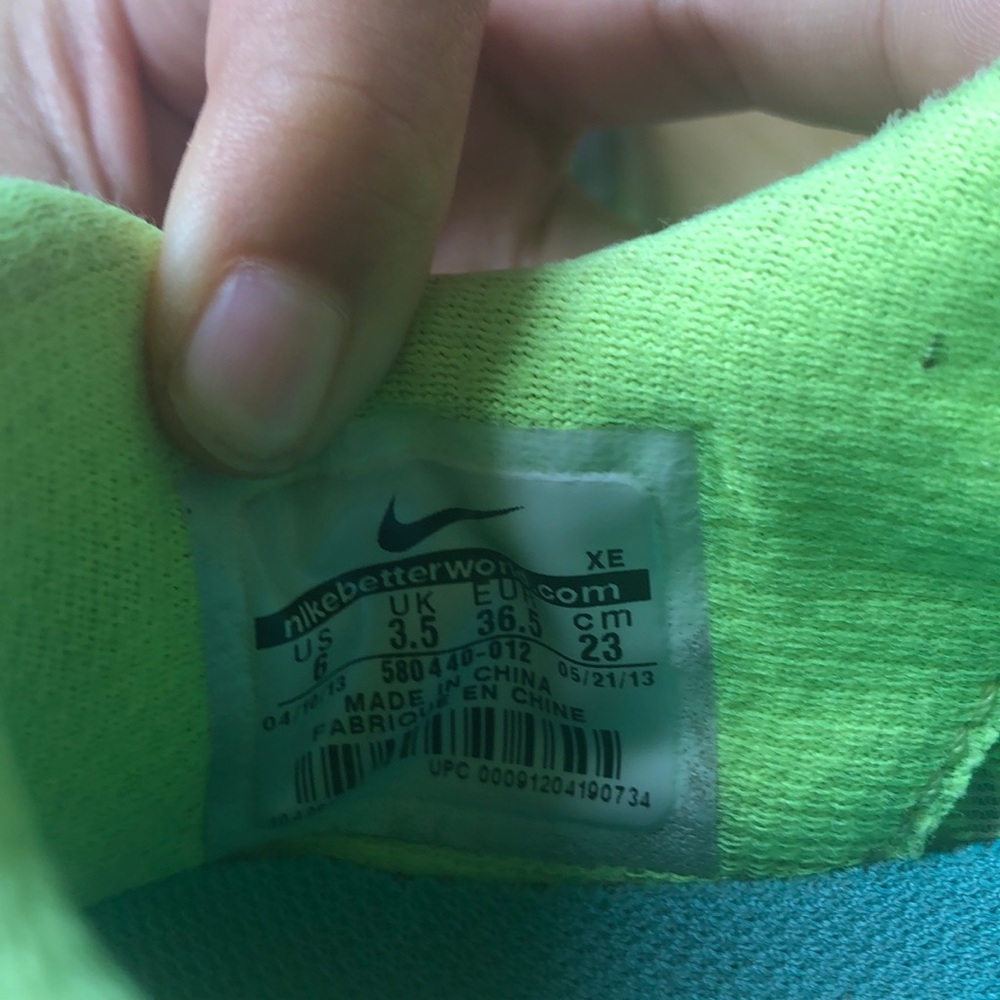 XE
nikebetterworld.com
US UK EUR cm
6 3.5 36.5 23
04/10/13 580440-012 05/21/13
MADE IN CHINA
FABRIQUE EN CHINE
UPC 00091204190734